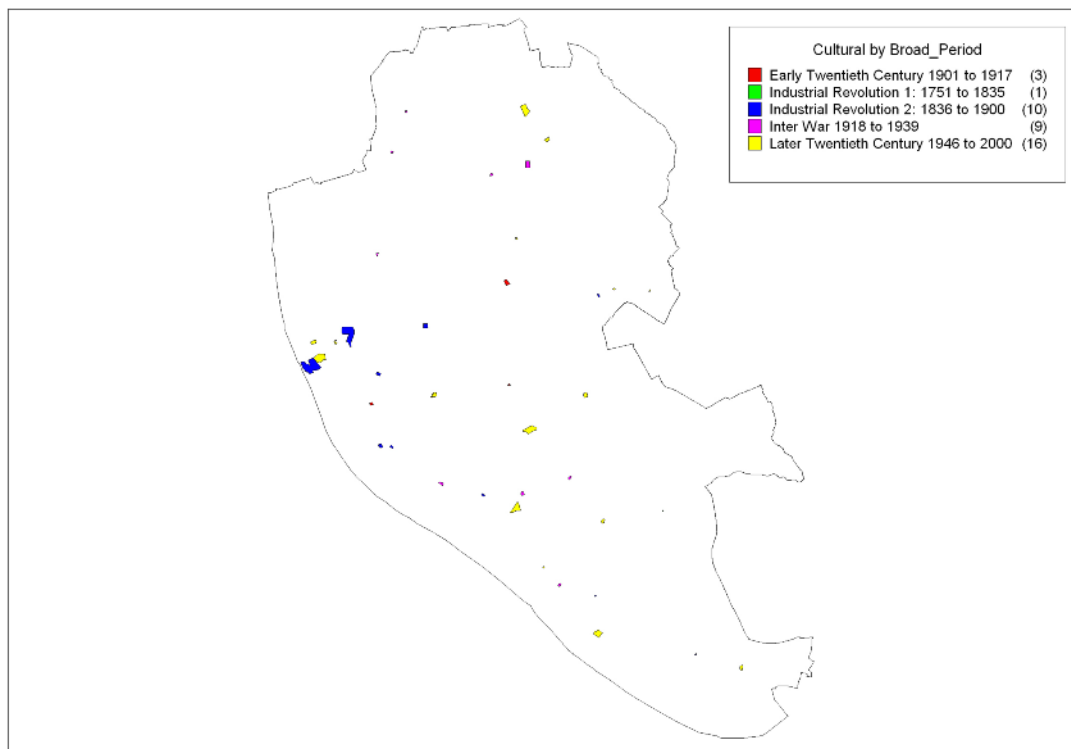 Cultural by Broad_Period
Early Twentieth Century 1901 to 1917 (3)
Industrial Revolution 1: 1751 to 1835 (1)
Industrial Revolution 2: 1836 to 1900 (10)
Inter War 1918 to 1939 (9)
Later Twentieth Century 1946 to 2000 (16)